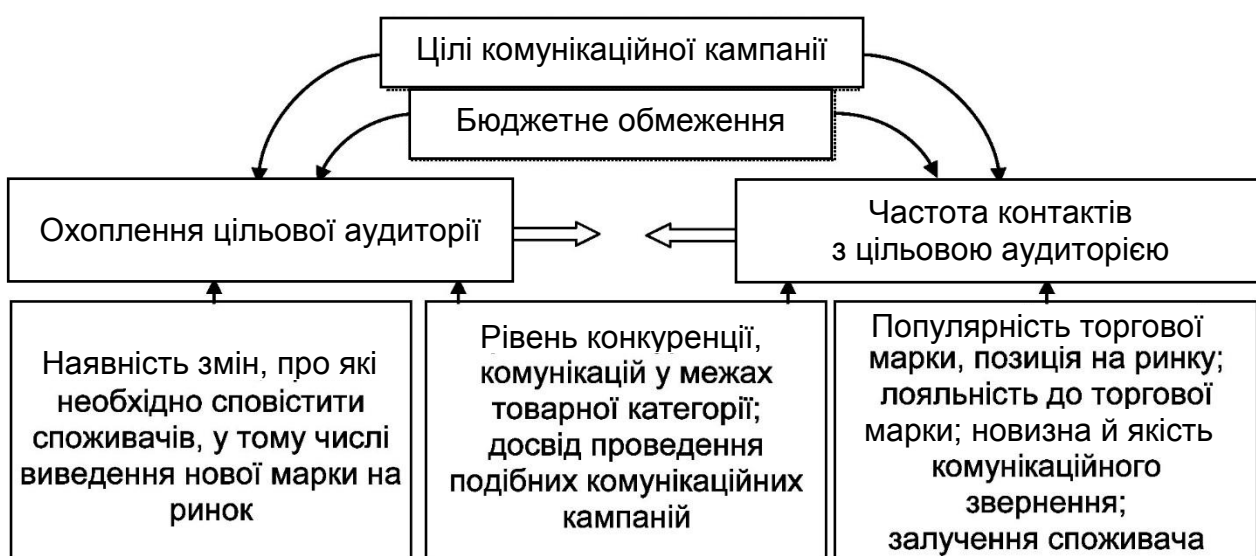 Цілі комунікаційної кампанії
Бюджетне обмеження
Охоплення цільової аудиторії
Частота контактів
з цільовою аудиторією
Наявність змін, про які
необхідно сповістити
споживачів, у тому числі
виведення нової марки на
ринок
Рівень конкуренції,
комунікацій у межах
товарної категорії;
досвід проведення
подібних комунікаційних
кампаній
Популярність торгової
марки, позиція на ринку;
лояльність до торгової
марки; новизна й якість
комунікаційного
звернення;
залучення споживача